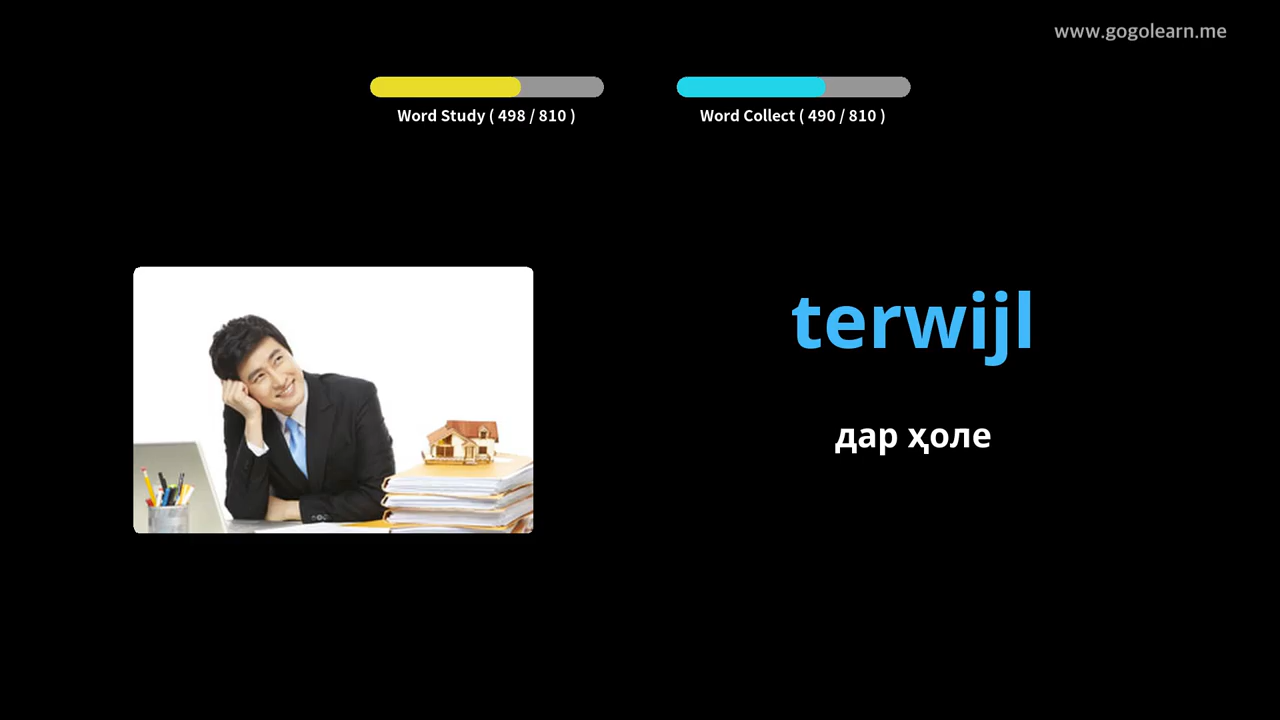 www.gogolearn.me
Word Study ( 498 / 810 )
Word Collect ( 490 / 810 )
terwijl
дар ҳоле